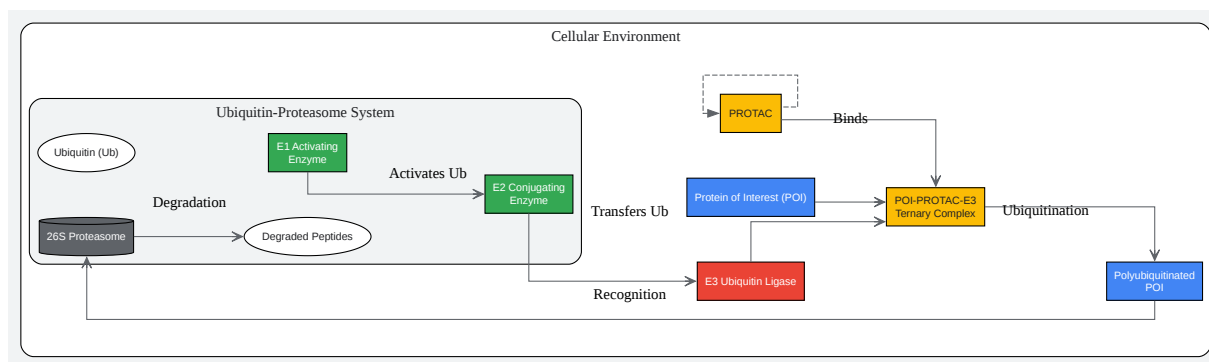 Cellular Environment
Ubiquitin-Proteasome System
PROTAC
Binds
Ubiquitin (Ub)
E1 Activating
Enzyme
Activates Ub
E2 Conjugating
Enzyme
Degradation
Transfers Ub
Protein of Interest (POI)
POI-PROTAC-E3
Ternary Complex
Ubiquitination
26S Proteasome
Degraded Peptides
Recognition
E3 Ubiquitin Ligase
Polyubiquitinated
POI